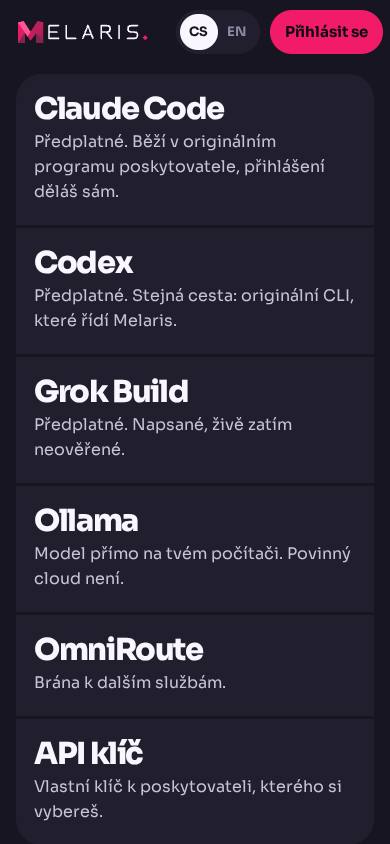 MELARIS.
CS EN
Přihlásit se
Claude Code
Předplatné. Běží v originálním
programu poskytovatele, přihlášení
děláš sám.
Codex
Předplatné. Stejná cesta: originální CLI,
které řídí Melaris.
Grok Build
Předplatné. Napsané, živě zatím
neověřené.
Ollama
Model přímo na tvém počítači. Povinný
cloud není.
OmniRoute
Brána k dalším službám.
API klíč
Vlastní klíč k poskytovateli, kterého si
vybereš.